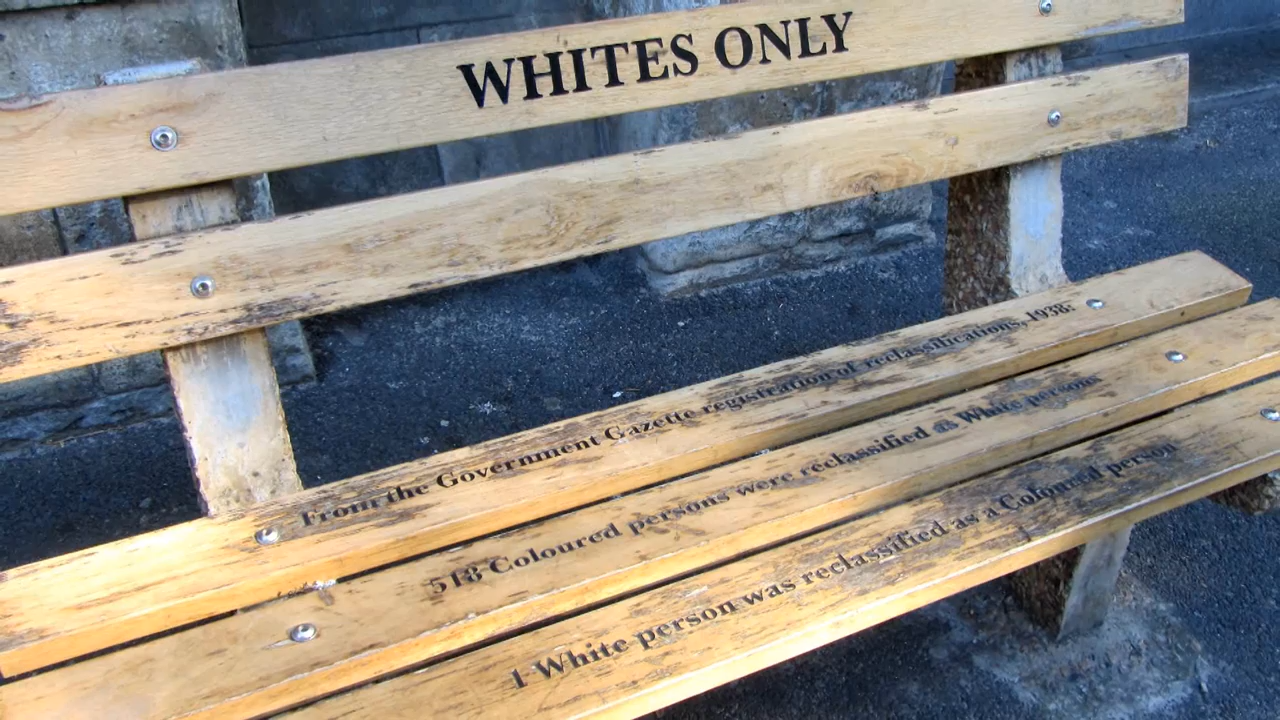 WHITES ONLY
From the Government Gazette registration of reclassifications, 1938:
518 Coloured persons were reclassified as White persons
1 White person was reclassified as a Coloured person